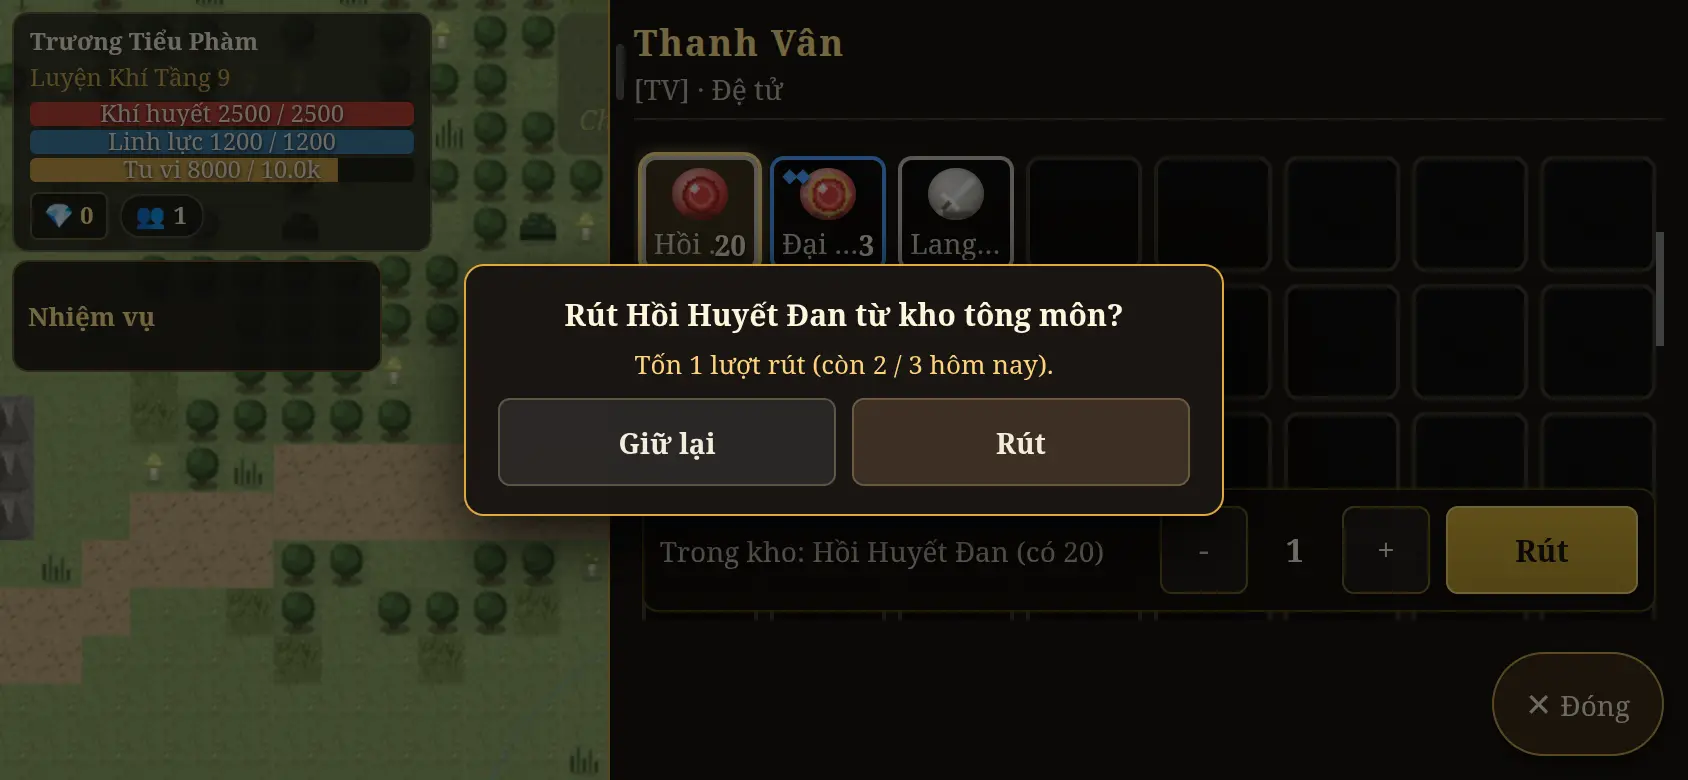 Trương Tiểu Phàm
Luyện Khí Tầng 9
Khí huyết 2500 / 2500
Linh lực 1200 / 1200
Tu vi 8000 / 10.0k
0
1
Nhiệm vụ
Ch
Thanh Vân
[TV] · Đệ tử
Hồi .20
Đại ...3
Lang...
Rút Hồi Huyết Đan từ kho tông môn?
Tốn 1 lượt rút (còn 2 / 3 hôm nay).
Giữ lại
Rút
Trong kho: Hồi Huyết Đan (có 20)
-
1
+
Rút
✕ Đóng